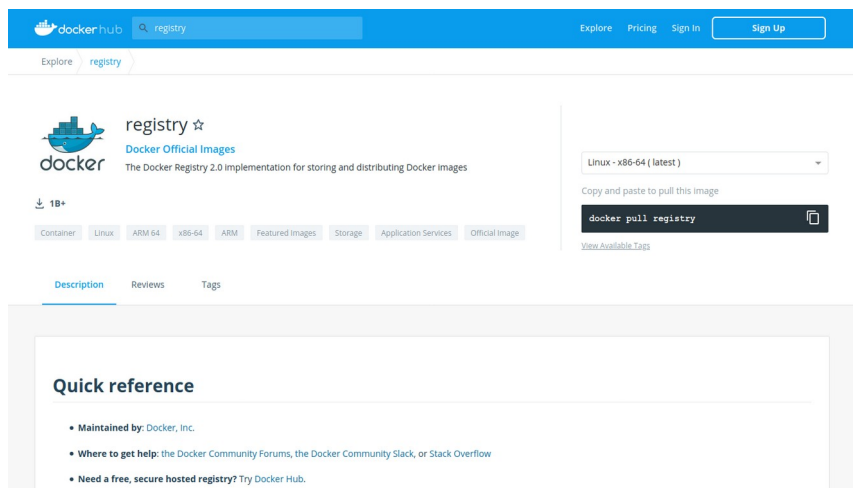 docker hub registry Explore Pricing Sign In Sign Up
Explore registry
registry
Docker Official Images
The Docker Registry 2.0 implementation for storing and distributing Docker images
docker
1B+
Container Linux ARM 64 x86-64 ARM Featured Images Storage Application Services Official Image
Linux - x86-64 ( latest )
Copy and paste to pull this image
docker pull registry
View Available Tags
Description Reviews Tags
Quick reference
• Maintained by: Docker, Inc.
• Where to get help: the Docker Community Forums, the Docker Community Slack, or Stack Overflow
• Need a free, secure hosted registry? Try Docker Hub.